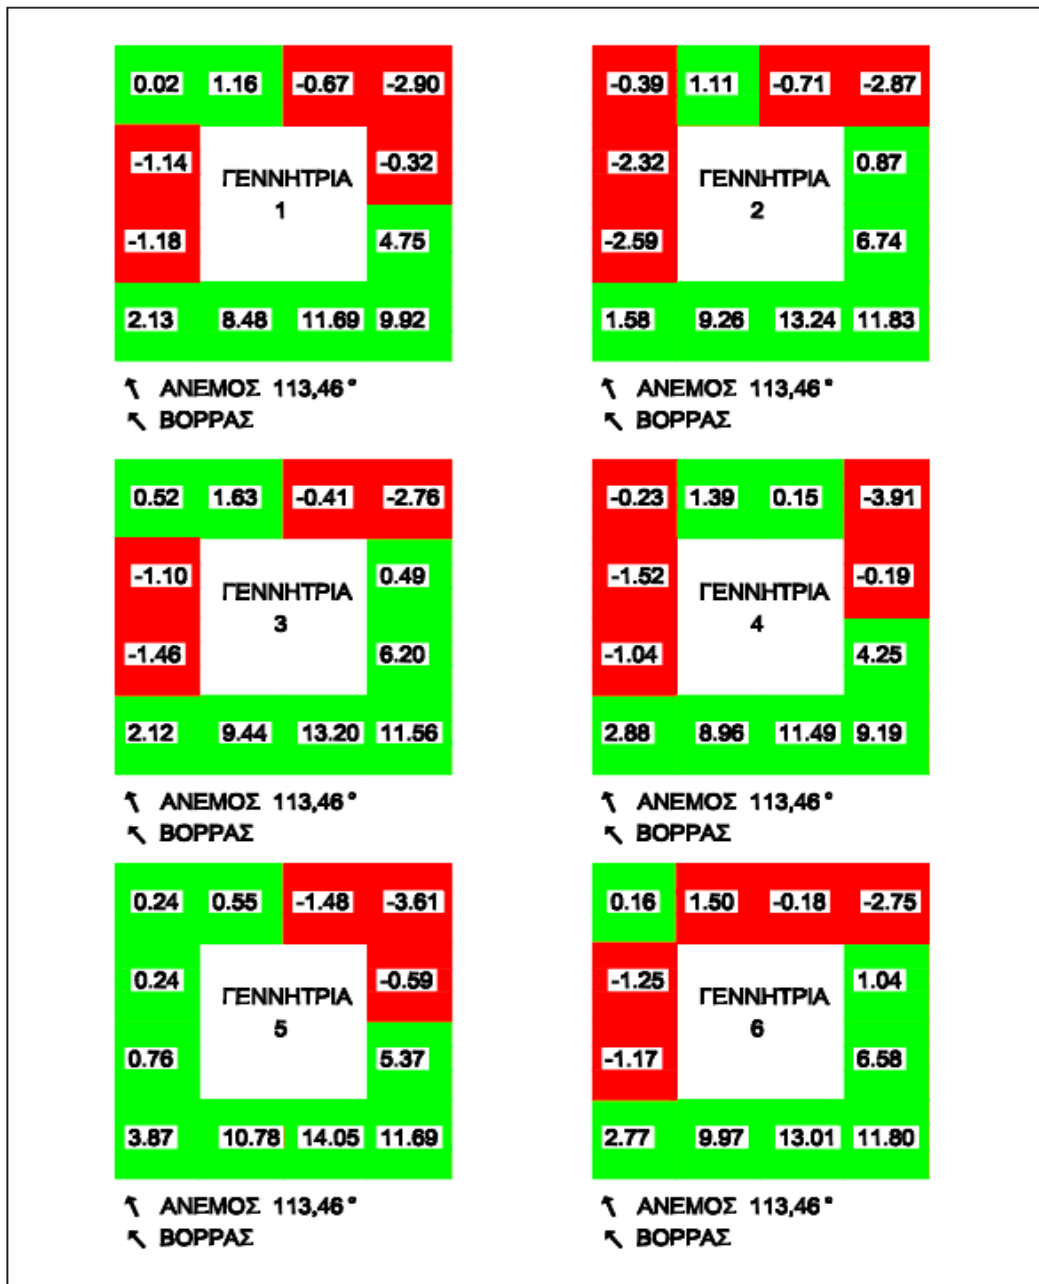 0.02 1.16 -0.67 -2.90
-1.14 -0.32
ΓΕΝΝΗΤΡΙΑ
1
-1.18 4.75
2.13 8.48 11.69 9.92
ΑΝΕΜΟΣ 113,46°
ΒΟΡΡΑΣ
-0.39 1.11 -0.71 -2.87
-2.32 0.87
ΓΕΝΝΗΤΡΙΑ
2
-2.59 6.74
1.58 9.26 13.24 11.83
ΑΝΕΜΟΣ 113,46°
ΒΟΡΡΑΣ
0.52 1.63 -0.41 -2.76
-1.10 0.49
ΓΕΝΝΗΤΡΙΑ
3
-1.46 6.20
2.12 9.44 13.20 11.56
ΑΝΕΜΟΣ 113,46°
ΒΟΡΡΑΣ
-0.23 1.39 0.15 -3.91
-1.52 -0.19
ΓΕΝΝΗΤΡΙΑ
4
-1.04 4.25
2.88 8.96 11.49 9.19
ΑΝΕΜΟΣ 113,46°
ΒΟΡΡΑΣ
0.24 0.55 -1.48 -3.61
0.24 -0.59
ΓΕΝΝΗΤΡΙΑ
5
0.76 5.37
3.87 10.78 14.05 11.69
ΑΝΕΜΟΣ 113,46°
ΒΟΡΡΑΣ
0.16 1.50 -0.18 -2.75
-1.25 1.04
ΓΕΝΝΗΤΡΙΑ
6
-1.17 6.58
2.77 9.97 13.01 11.80
ΑΝΕΜΟΣ 113,46°
ΒΟΡΡΑΣ